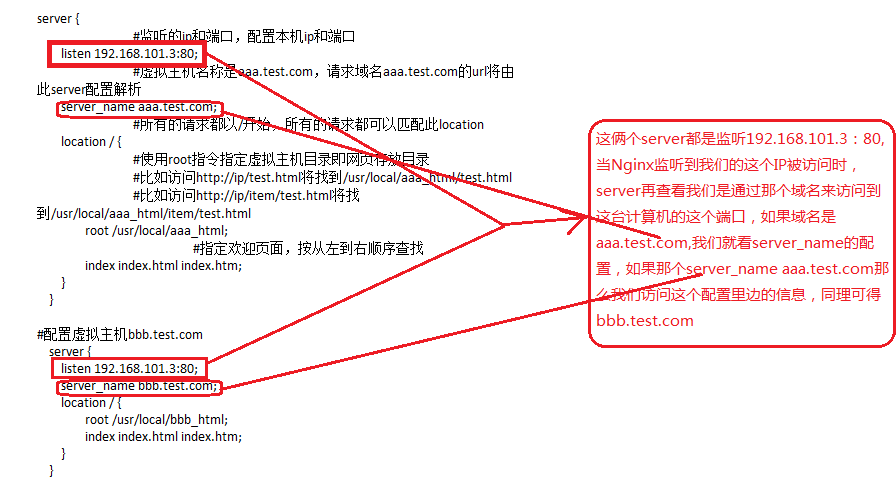 server {
#监听的ip和端口，配置本机ip和端口
listen 192.168.101.3:80;
#虚拟主机名称是aaa.test.com，请求域名aaa.test.com的url将由
此server配置解析
server_name aaa.test.com;
#所有的请求都以/开始，所有的请求都可以匹配此location
location / {
#使用root指令指定虚拟主机目录即网页存放目录
#比如访问http://ip/test.html将找到/usr/local/aaa_html/test.html
#比如访问http://ip/item/test.html将找
到/usr/local/aaa_html/item/test.html
root /usr/local/aaa_html;
#指定欢迎页面，按从左到右顺序查找
index index.html index.htm;
}
}
#配置虚拟主机bbb.test.com
server {
listen 192.168.101.3:80;
server_name bbb.test.com;
location / {
root /usr/local/bbb_html;
index index.html index.htm;
}
}
这俩个server都是监听192.168.101.3：80,
当Nginx监听到我们的这个IP被访问时，
server再查看我们是通过那个域名来访问到
这台计算机的这个端口，如果域名是
aaa.test.com,我们就看server_name的配
置，如果那个server_name aaa.test.com那
么我们访问这个配置里边的信息，同理可得
bbb.test.com